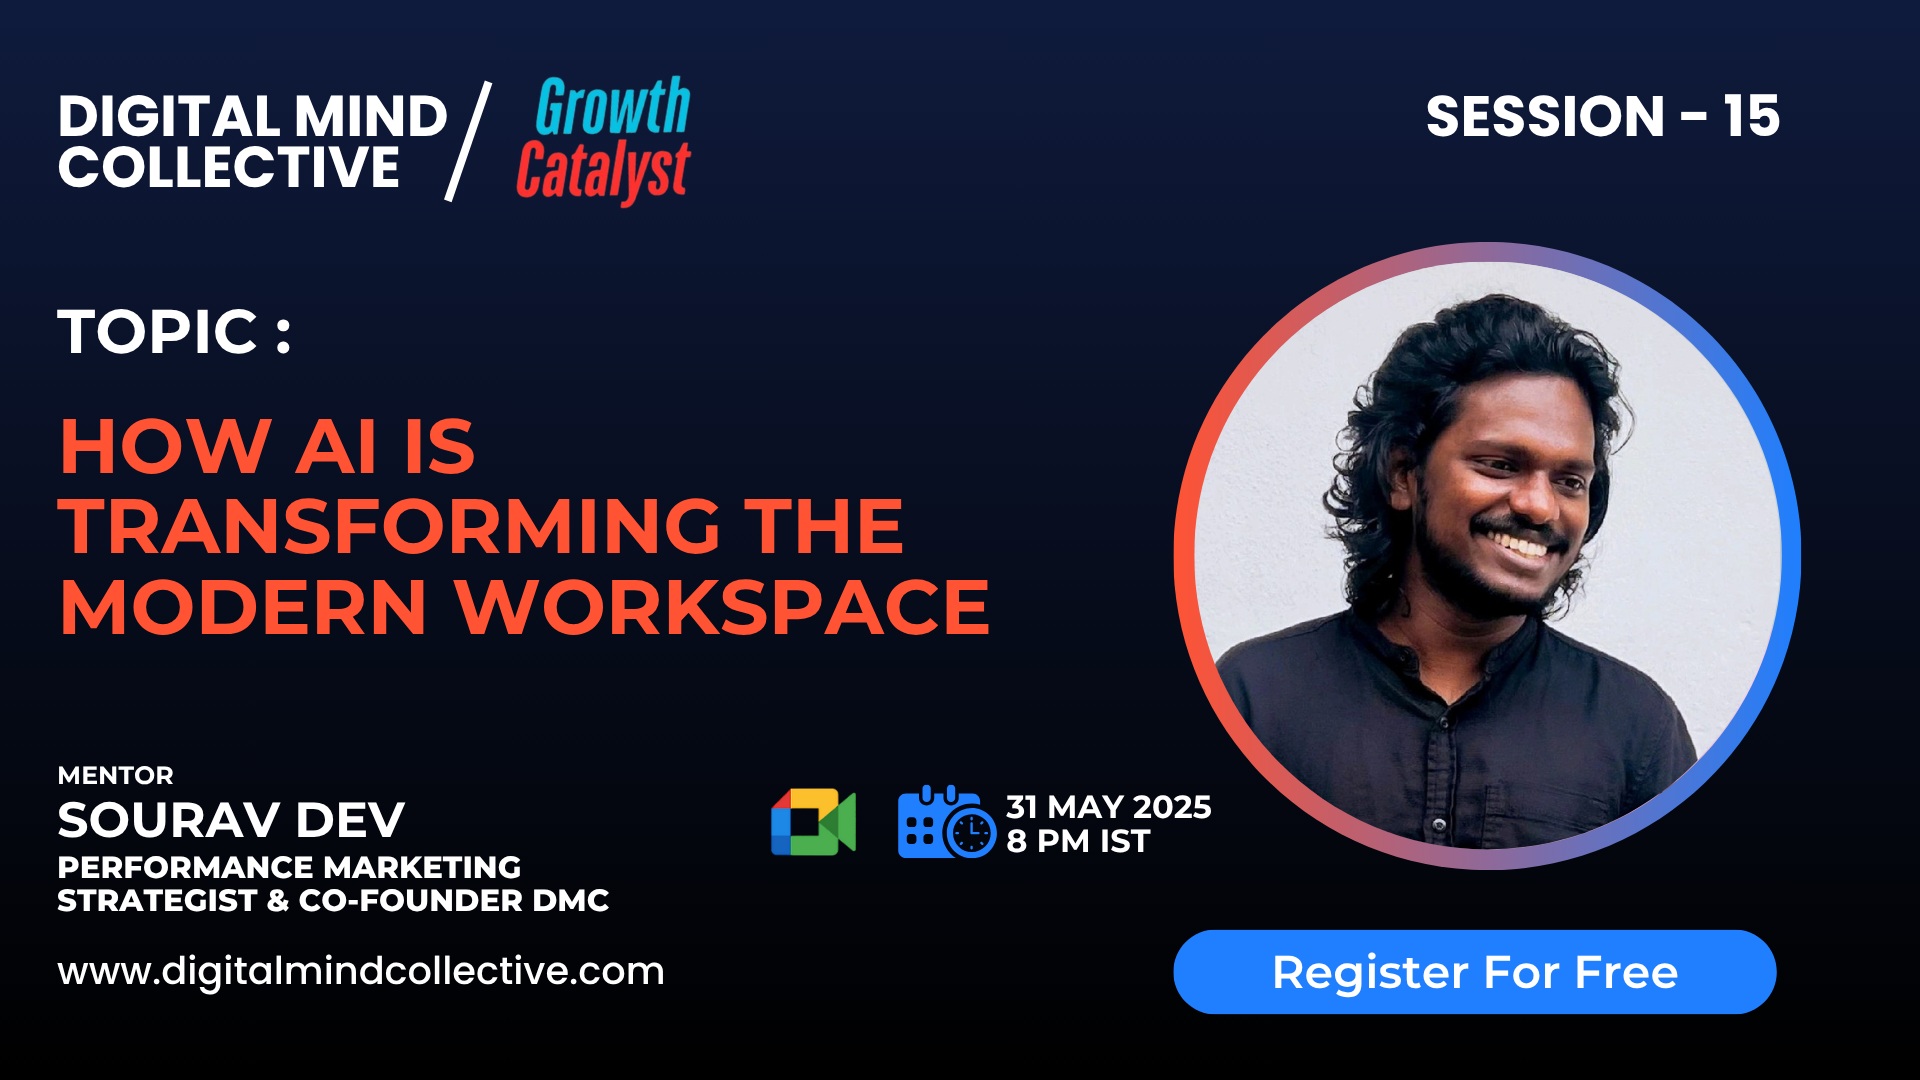 DIGITAL MIND
COLLECTIVE
Growth
Catalyst
SESSION - 15
TOPIC :
HOW AI IS
TRANSFORMING THE
MODERN WORKSPACE
MENTOR
SOURAV DEV
PERFORMANCE MARKETING
STRATEGIST & CO-FOUNDER DMC
31 MAY 2025
8 PM IST
www.digitalmindcollective.com
Register For Free